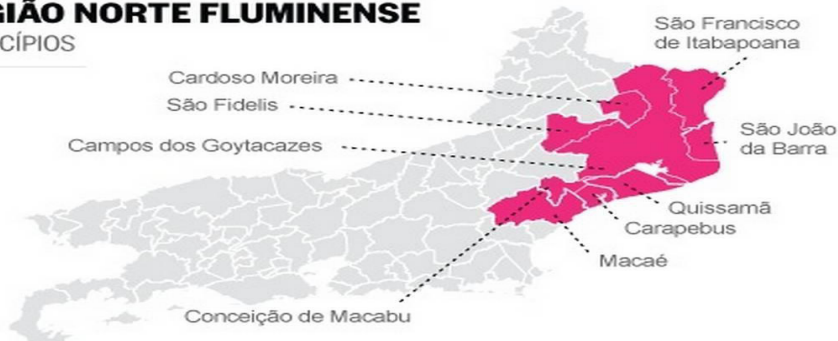 GIÃO NORTE FLUMINENSE
CÍPIOS
São Francisco
de Itabapoana
Cardoso Moreira
São Fidelis
São João
da Barra
Campos dos Goytacazes
Quissamã
Carapebus
Macaé
Conceição de Macabu